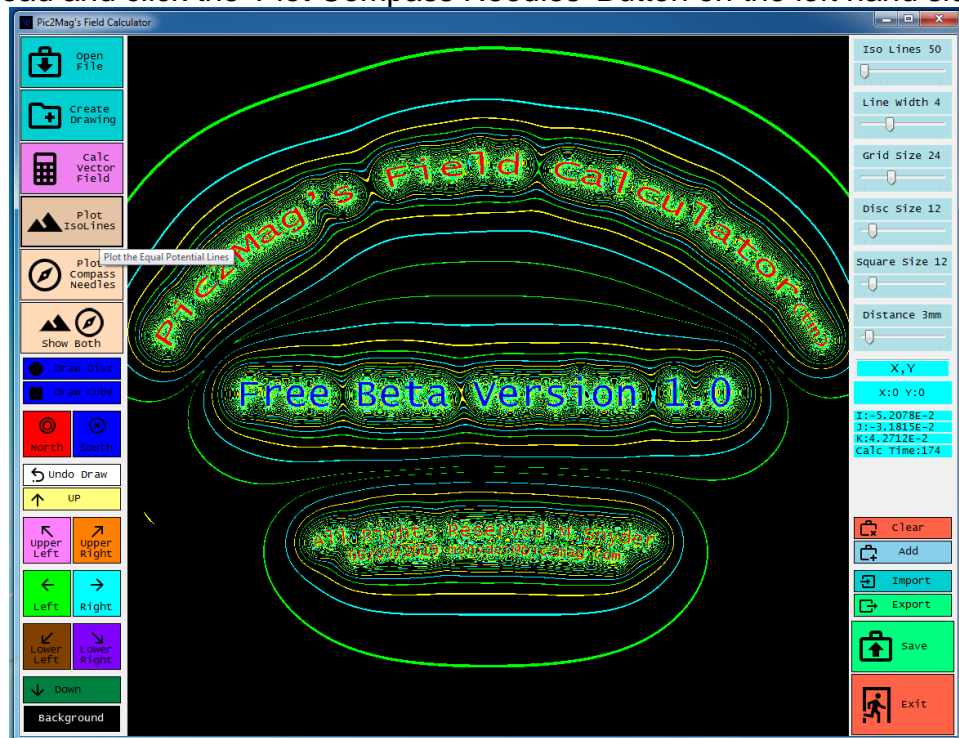 ead and click the Plot Compass Needles Button on the left hand si
Pic2Mag's Field Calculator
Open
File
Create
Drawing
Calc
Vector
Field
Plot
IsoLines
Plot the Equal Potential Lines
Plot
Compass
Needles
Show Both
Draw Disc
Draw Cube
North
South
Undo Draw
UP
Upper
Left
Upper
Right
Left
Right
Lower
Left
Lower
Right
Down
Background
Pic2Mag's Field Calculator(tm)
Free Beta Version 1.0
All Rights Reserved M Snyder
Iso Lines 50
Line Width 4
Grid Size 24
Disc Size 12
Square Size 12
Distance 3mm
X,Y
X:0 Y:0
I:-5.2078E-2
J:-3.1815E-2
K:4.2712E-2
Calc Time:174
Clear
Add
Import
Export
Save
Exit